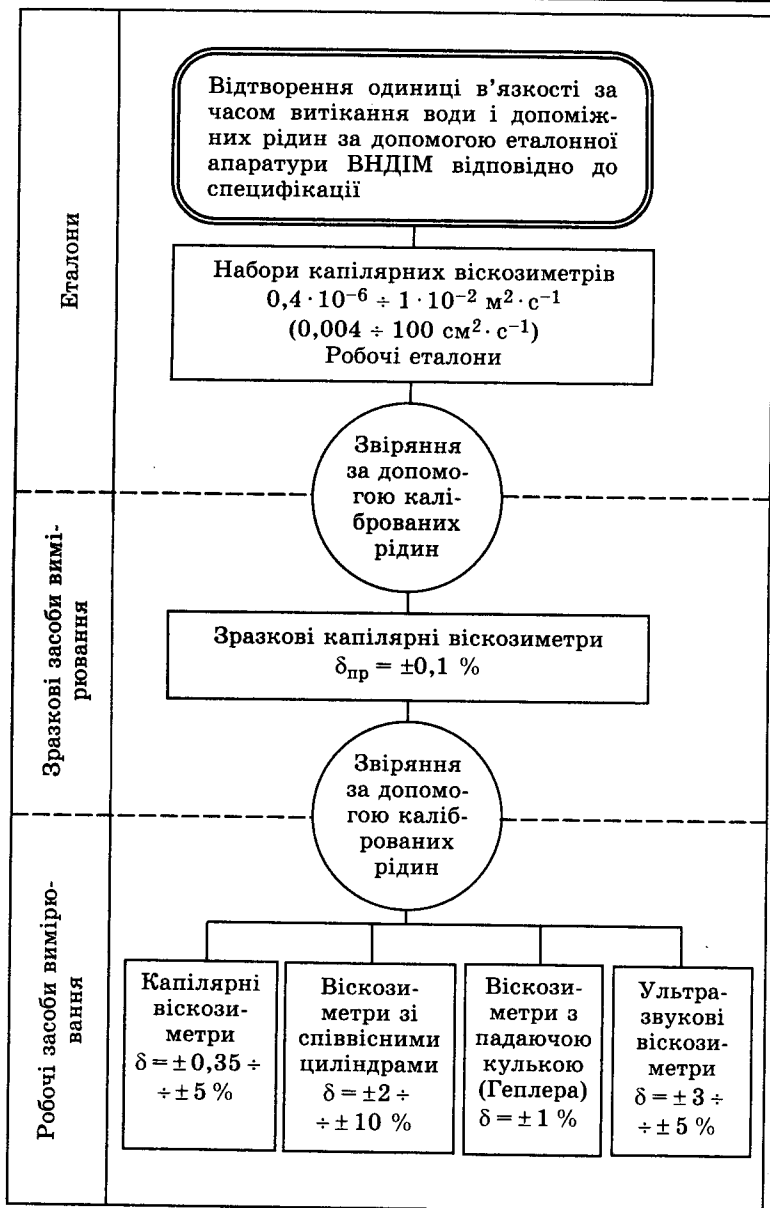 Еталони
Відтворення одиниці в’язкості за
часом витікання води і допоміж-
них рідин за допомогою еталонної
апаратури ВНДІМ відповідно до
специфікації
Набори капілярних віскозиметрів
0,4 · 10⁻⁶ ÷ 1 · 10⁻² м² · с⁻¹
(0,004 ÷ 100 см² · с⁻¹)
Робочі еталони
Звіряння
за допомо-
гою калі-
брованих
рідин
Зразкові засоби вимі-
рювання
Зразкові капілярні віскозиметри
δпр = ±0,1 %
Звіряння
за допомо-
гою каліб-
рованих
рідин
Робочі засоби вимірю-
вання
Капілярні
віскози-
метри
δ = ± 0,35 ÷
÷ ± 5 %
Віскози-
метри зі
співвісними
циліндрами
δ = ±2 ÷
÷ ± 10 %
Віскози-
метри з
падаючою
кулькою
(Геплера)
δ = ± 1 %
Ультра-
звукові
віскози-
метри
δ = ± 3 ÷
÷ ± 5 %